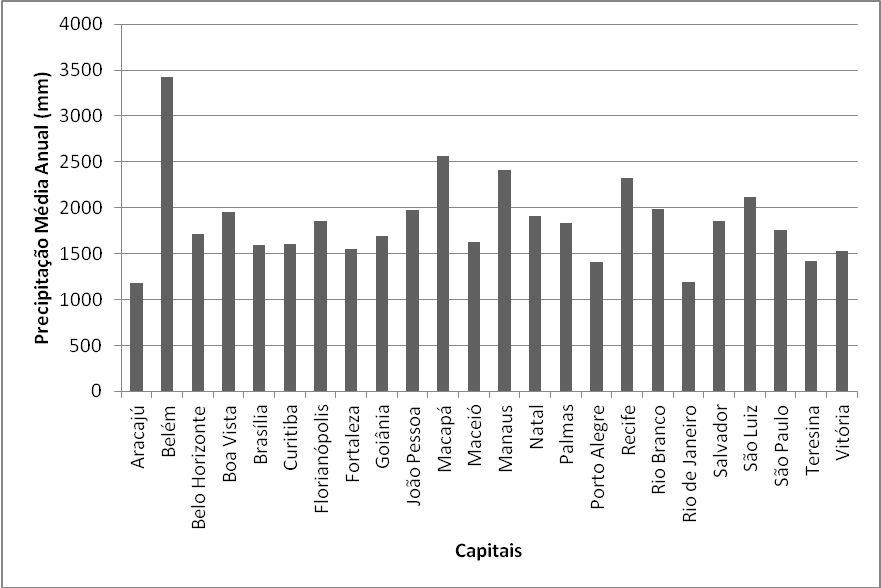 Precipitação Média Anual (mm)
4000
3500
3000
2500
2000
1500
1000
500
0
Aracajú
Belém
Belo Horizonte
Boa Vista
Brasília
Curitiba
Florianópolis
Fortaleza
Goiânia
João Pessoa
Macapá
Maceió
Manaus
Natal
Palmas
Porto Alegre
Recife
Rio Branco
Rio de Janeiro
Salvador
São Luiz
São Paulo
Teresina
Vitória
Capitais